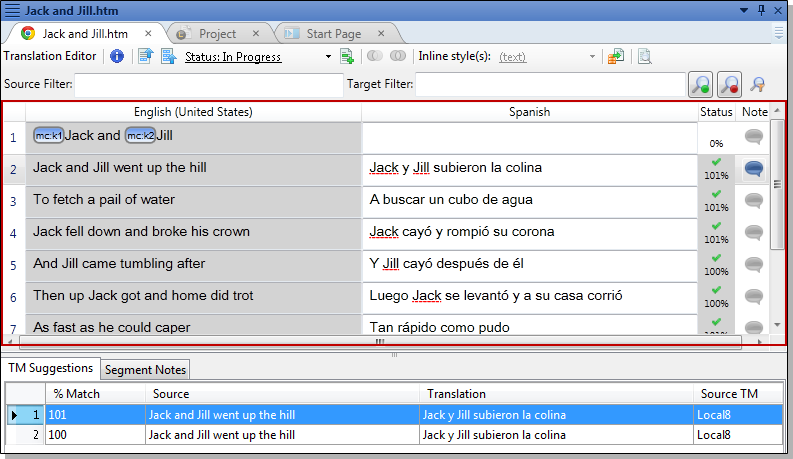 Jack and Jill.htm
Jack and Jill.htm Project Start Page
Translation Editor Status: In Progress Inline style(s): (text)
Source Filter: Target Filter:
English (United States) Spanish Status Note
1 mc:k1 Jack and mc:k2 Jill 0%
2 Jack and Jill went up the hill Jack y Jill subieron la colina 101%
3 To fetch a pail of water A buscar un cubo de agua 101%
4 Jack fell down and broke his crown Jack cayó y rompió su corona 101%
5 And Jill came tumbling after Y Jill cayó después de él 100%
6 Then up Jack got and home did trot Luego Jack se levantó y a su casa corrió 100%
7 As fast as he could caper Tan rápido como pudo 101%
TM Suggestions Segment Notes
% Match Source Translation Source TM
1 101 Jack and Jill went up the hill Jack y Jill subieron la colina Local8
2 100 Jack and Jill went up the hill Jack y Jill subieron la colina Local8